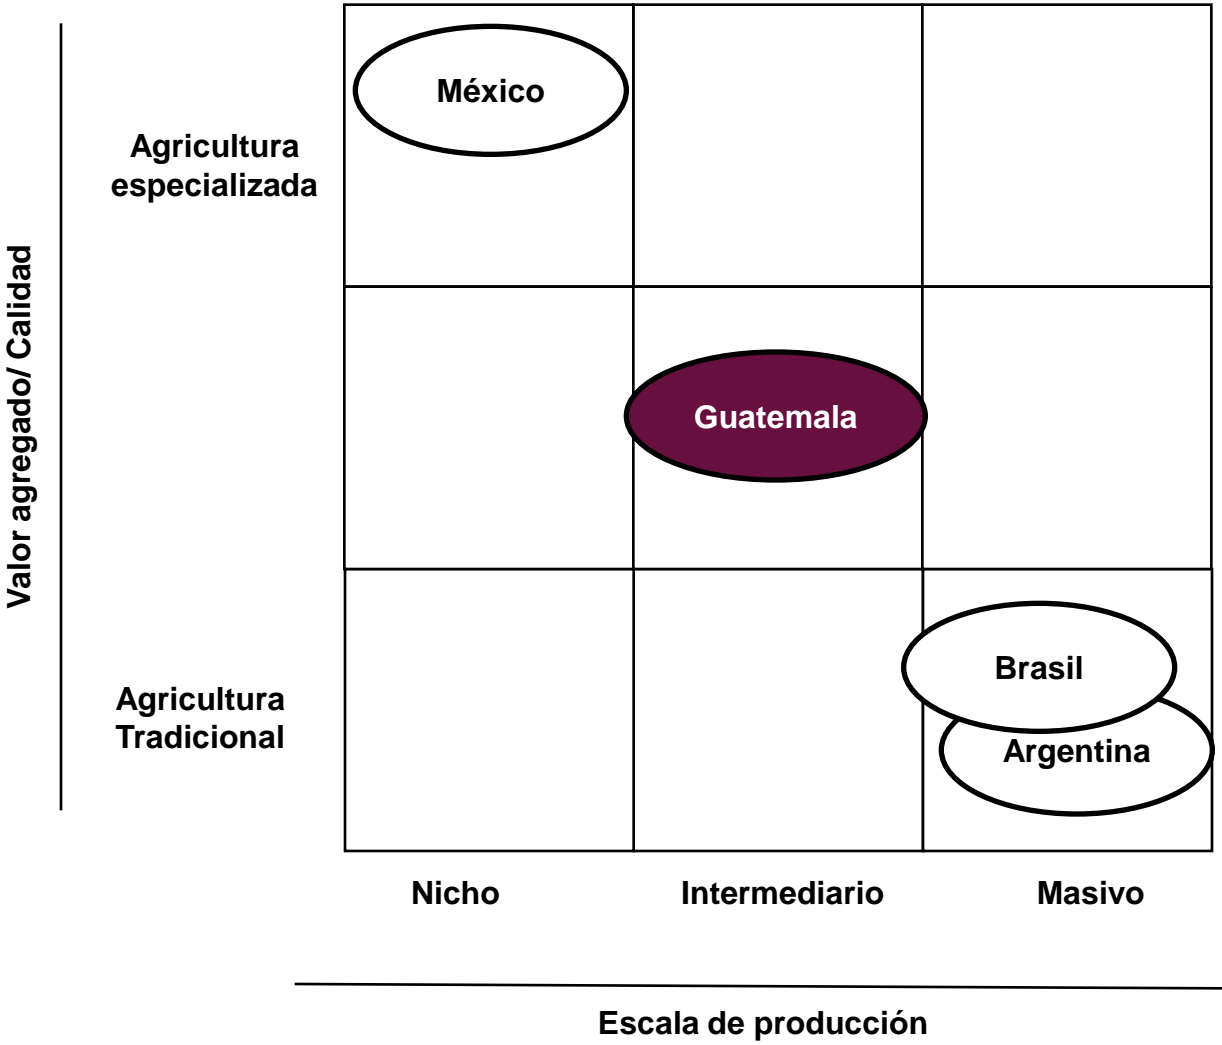 México
Agricultura
especializada
Valor agregado/ Calidad
Guatemala
Brasil
Agricultura
Tradicional
Argentina
Nicho
Intermediario
Masivo
Escala de producción